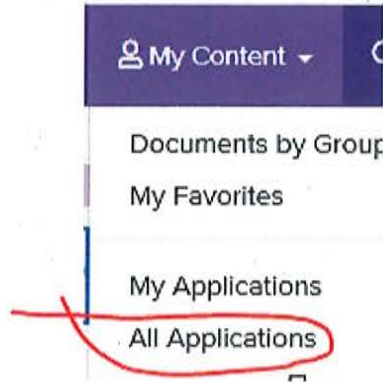 My Content
Documents by Group
My Favorites
My Applications
All Applications